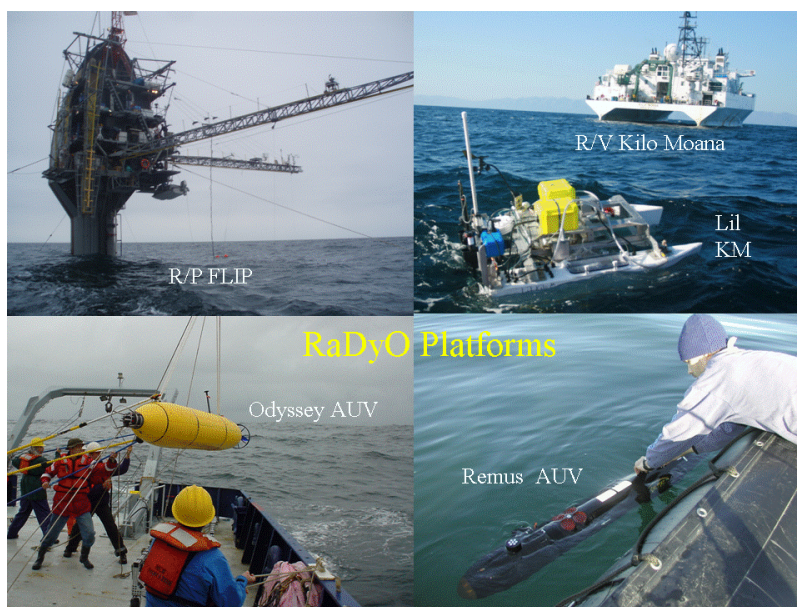 R/P FLIP
R/V Kilo Moana
Lil
KM
RaDyO Platforms
Odyssey AUV
Remus  AUV